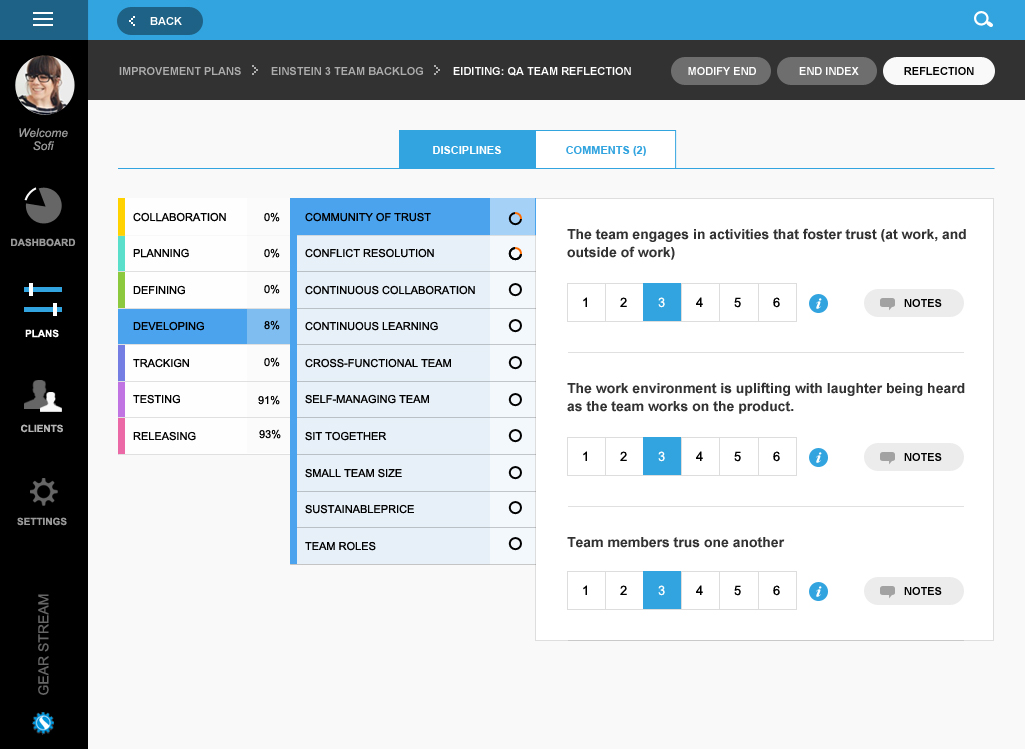 BACK
IMPROVEMENT PLANS > EINSTEIN 3 TEAM BACKLOG > EIDITING: QA TEAM REFLECTION
MODIFY END
END INDEX
REFLECTION
Welcome
Sofi
DASHBOARD
PLANS
CLIENTS
SETTINGS
GEAR STREAM
DISCIPLINES
COMMENTS (2)
COLLABORATION 0%
PLANNING 0%
DEFINING 0%
DEVELOPING 8%
TRACKIGN 0%
TESTING 91%
RELEASING 93%
COMMUNITY OF TRUST
CONFLICT RESOLUTION
CONTINUOUS COLLABORATION
CONTINUOUS LEARNING
CROSS-FUNCTIONAL TEAM
SELF-MANAGING TEAM
SIT TOGETHER
SMALL TEAM SIZE
SUSTAINABLEPRICE
TEAM ROLES
The team engages in activities that foster trust (at work, and
outside of work)
1 2 3 4 5 6 i NOTES
The work environment is uplifting with laughter being heard
as the team works on the product.
1 2 3 4 5 6 i NOTES
Team members trus one another
1 2 3 4 5 6 i NOTES